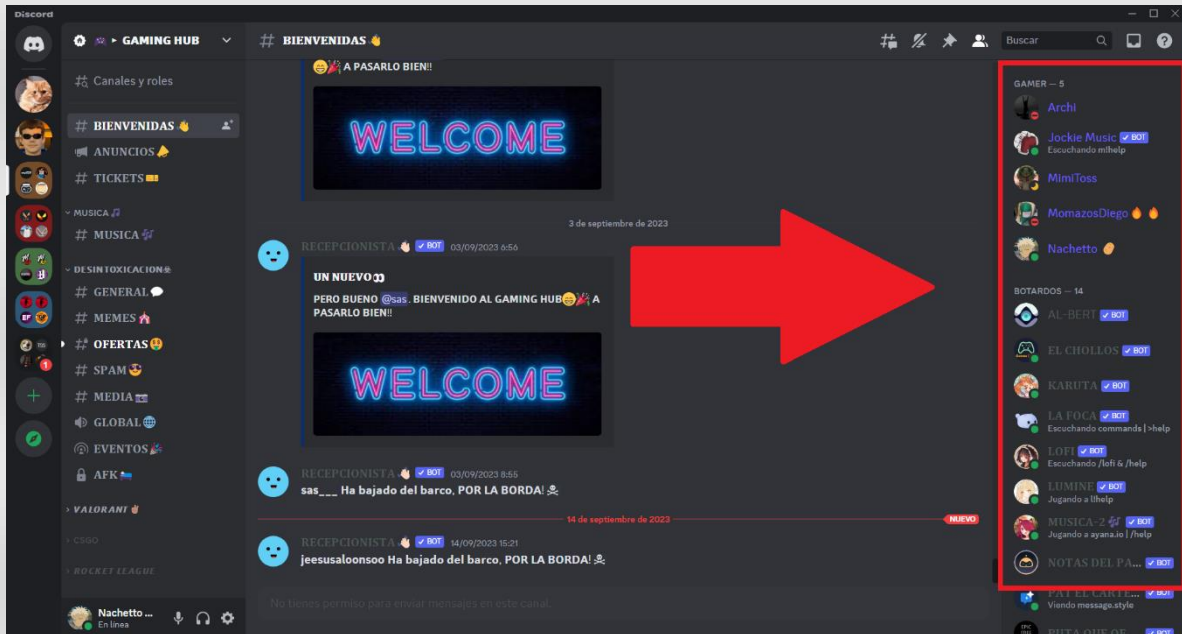 Discord
GAMING HUB
BIENVENIDAS
Buscar
Canales y roles
BIENVENIDAS
ANUNCIOS
TICKETS
MUSICA
MUSICA
DESINTOXICACION
GENERAL
MEMES
OFERTAS
SPAM
MEDIA
GLOBAL
EVENTOS
AFK
VALORANT
CSGO
ROCKET LEAGUE
1
EF
Nachetto ...
En línea
A PASARLO BIEN!!
WELCOME
3 de septiembre de 2023
RECEPCIONISTA BOT 03/09/2023 6:56
UN NUEVO
PERO BUENO @sas. BIENVENIDO AL GAMING HUB A
PASARLO BIEN!!
WELCOME
RECEPCIONISTA BOT 03/09/2023 8:55
sas___ Ha bajado del barco, POR LA BORDA!
14 de septiembre de 2023 NUEVO
RECEPCIONISTA BOT 14/09/2023 15:21
jeesusaloonsoo Ha bajado del barco, POR LA BORDA!
No tienes permiso para enviar mensajes en este canal.
GAMER — 5
Archi
Jockie Music BOT
Escuchando m!help
MimiToss
MomazosDiego
Nachetto
BOTARDOS — 14
AL-BERT BOT
EL CHOLLOS BOT
KARUTA BOT
LA FOCA BOT
Escuchando commands | >help
LOFI BOT
Escuchando /lofi & /help
LUMINE BOT
Jugando a l!help
MUSICA-2 BOT
Jugando a ayana.io | /help
NOTAS DEL PA... BOT
PAT EL CARTE... BOT
Viendo message.style